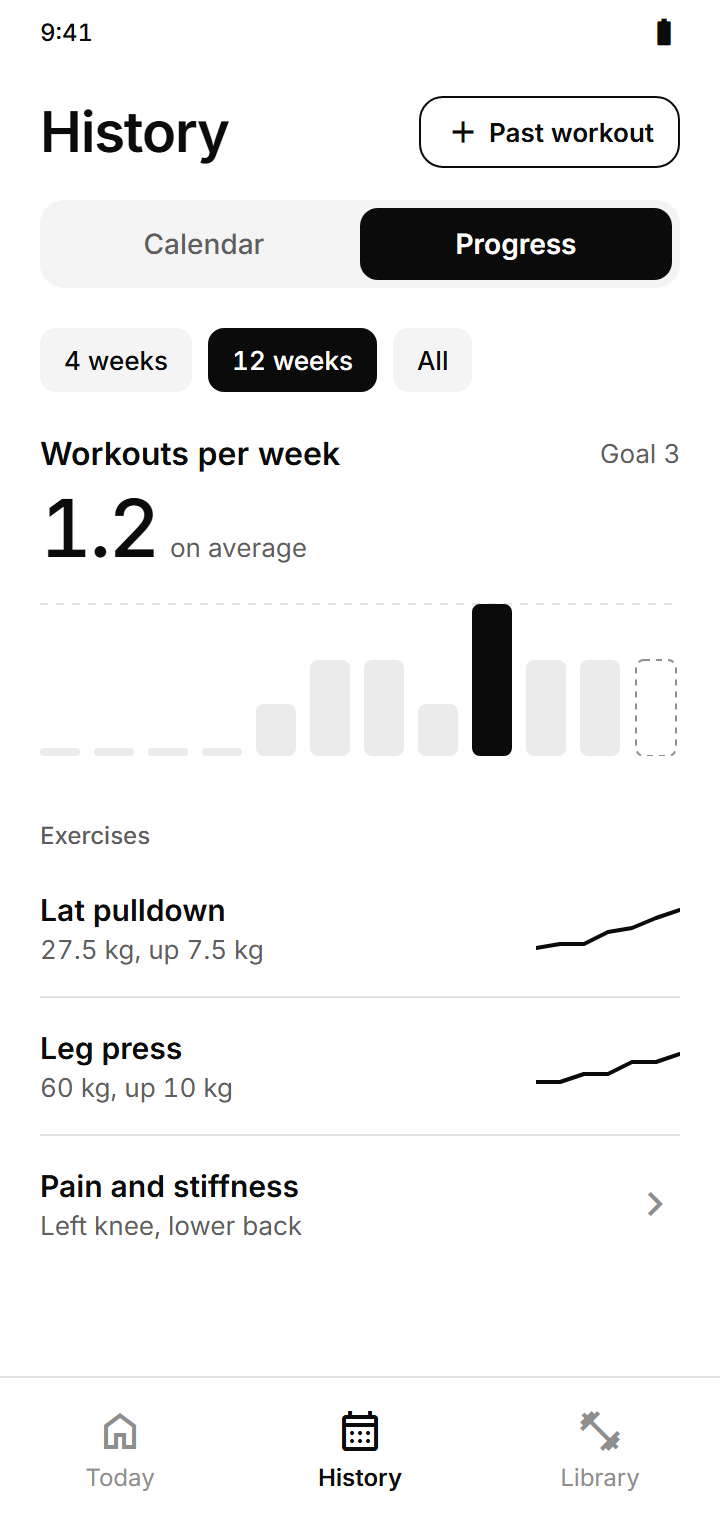 9:41
History
Past workout
Calendar
Progress
4 weeks
12 weeks
All
Workouts per week
Goal 3
1.2 on average
Exercises
Lat pulldown
27.5 kg, up 7.5 kg
Leg press
60 kg, up 10 kg
Pain and stiffness
Left knee, lower back
Today
History
Library